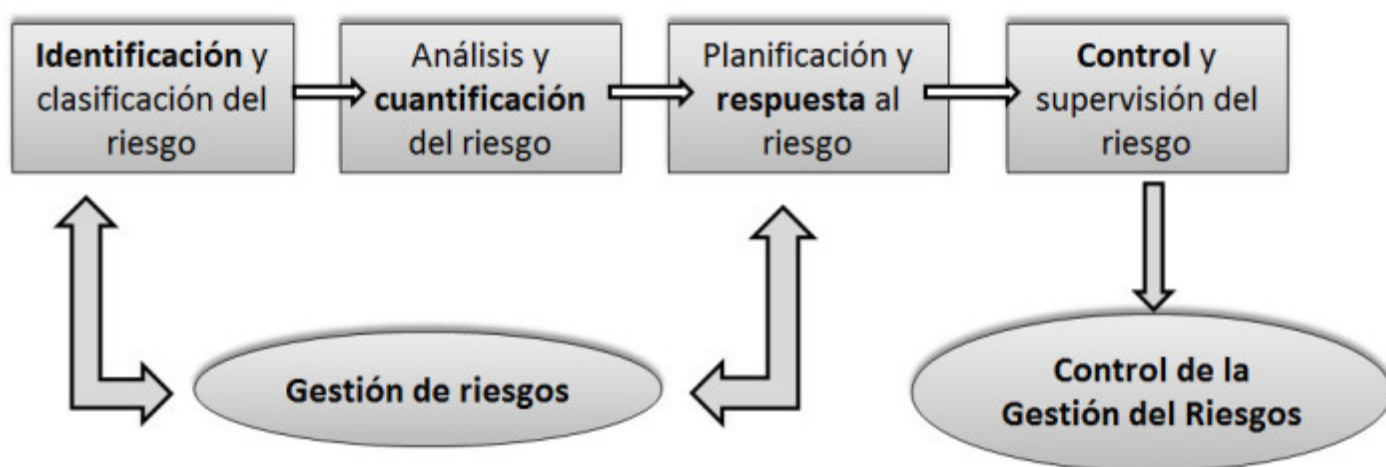 Identificación y
clasificación del
riesgo
Análisis y
cuantificación
del riesgo
Planificación y
respuesta al
riesgo
Control y
supervisión del
riesgo
Gestión de riesgos
Control de la
Gestión del Riesgos